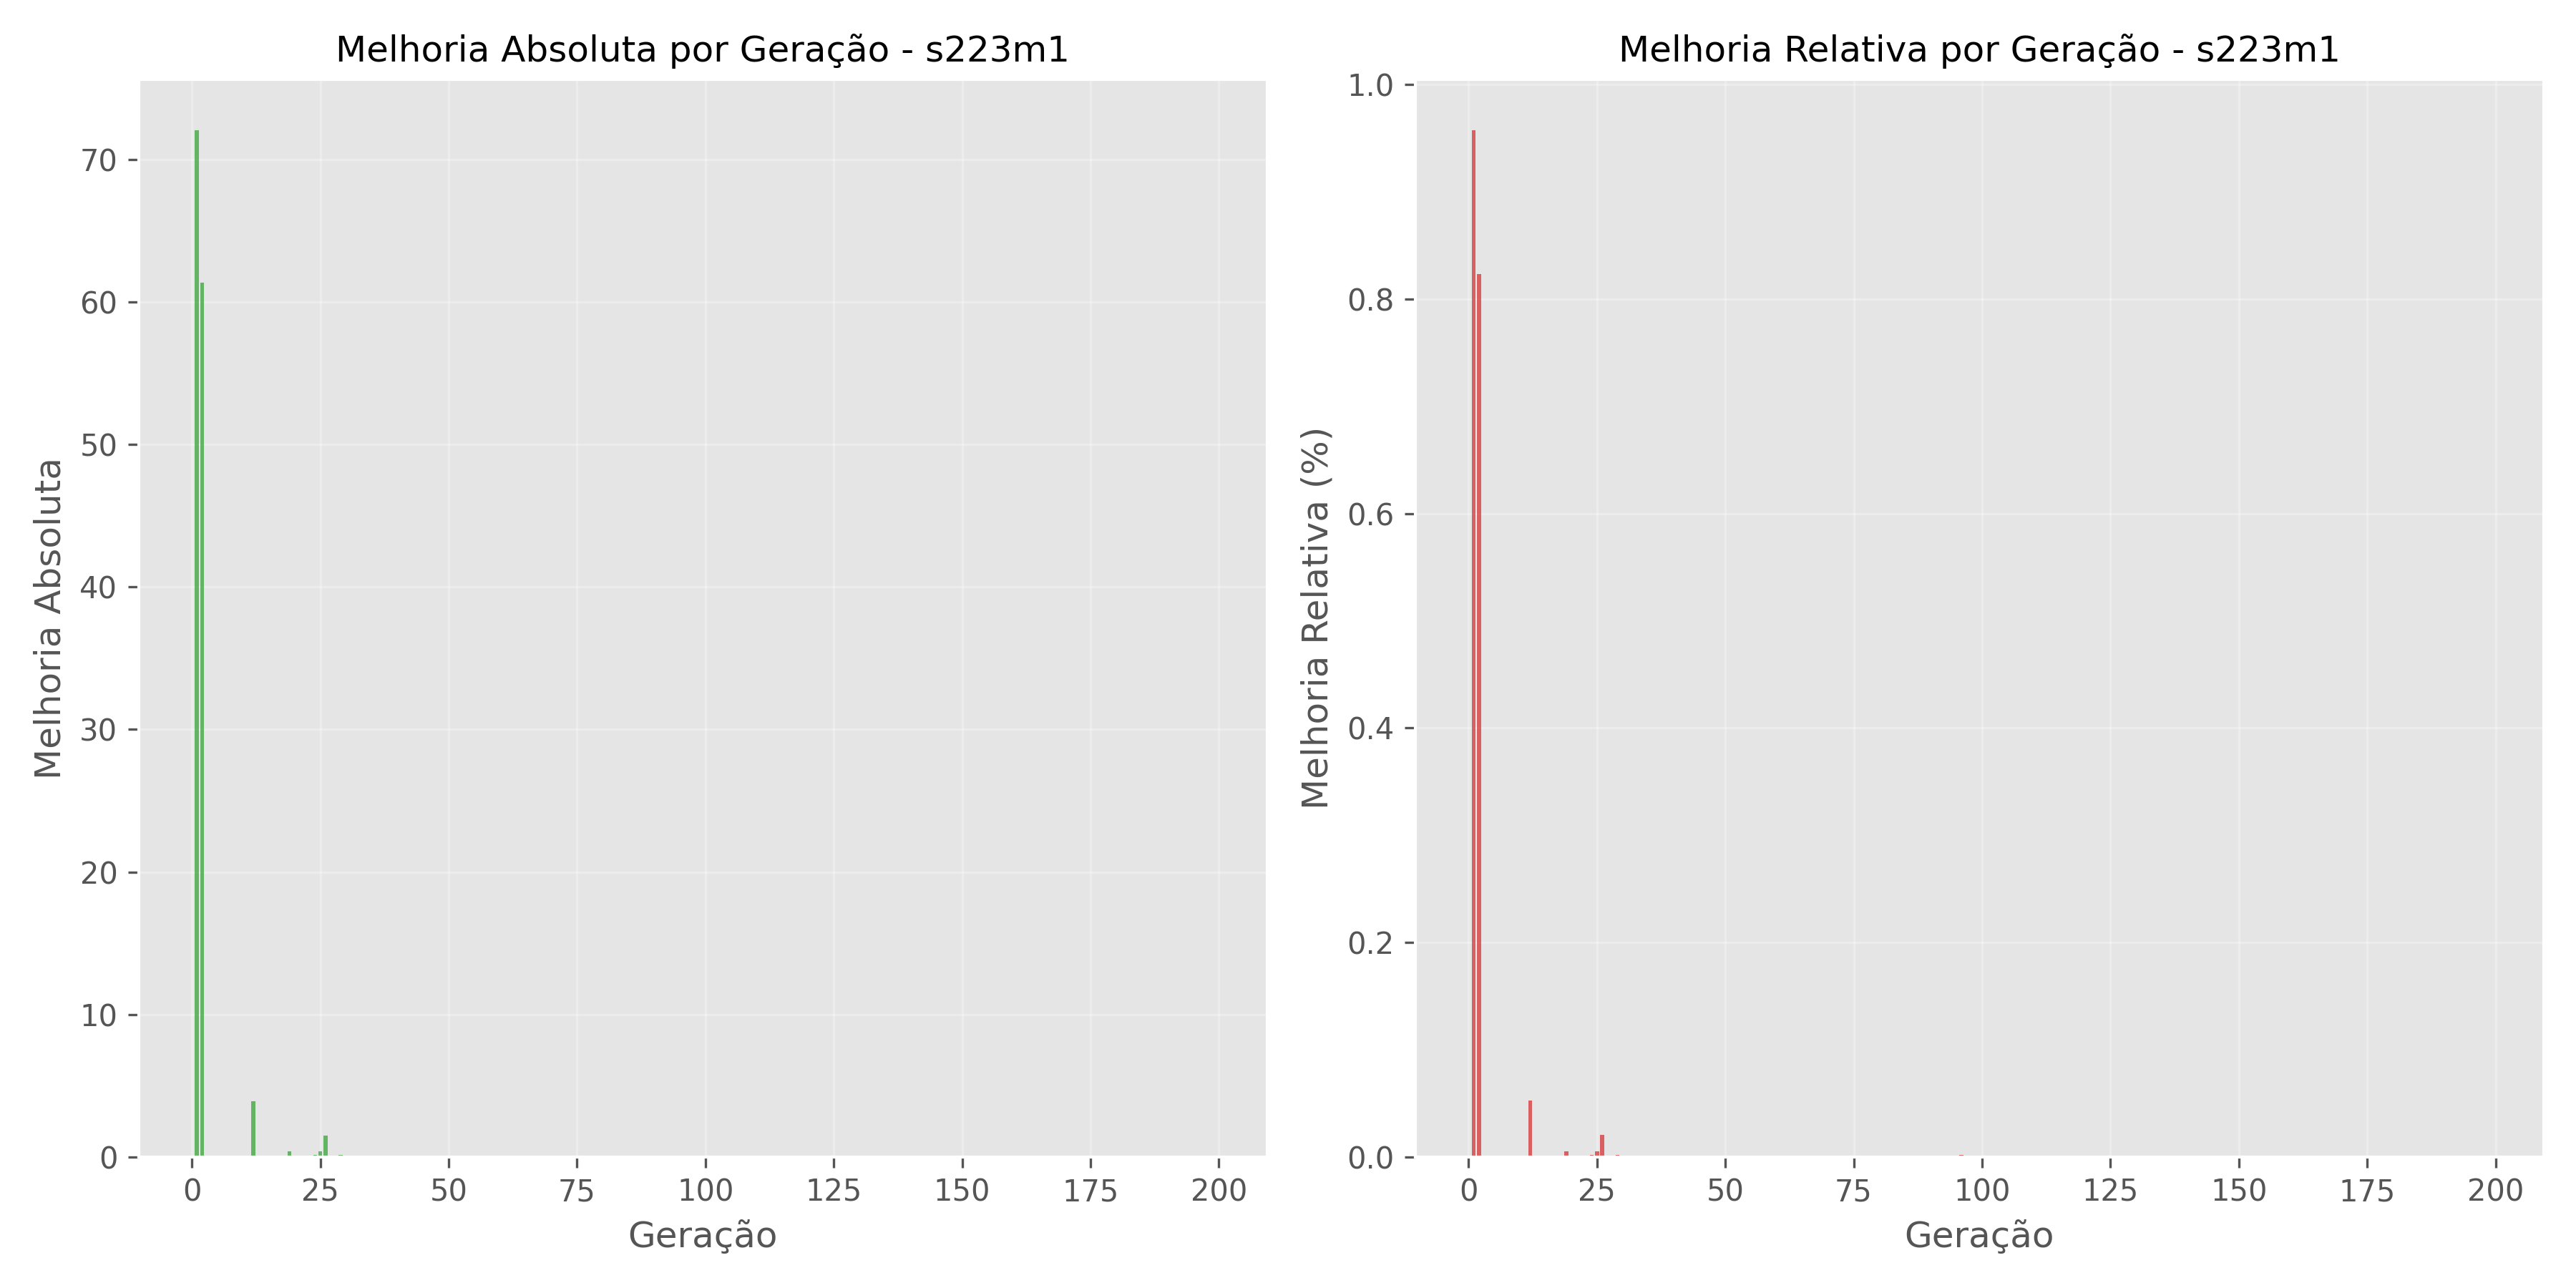 Melhoria Absoluta por Geração - s223m1
Melhoria Absoluta
70
60
50
40
30
20
10
0
0 25 50 75 100 125 150 175 200
Geração
Melhoria Relativa por Geração - s223m1
Melhoria Relativa (%)
1.0
0.8
0.6
0.4
0.2
0.0
0 25 50 75 100 125 150 175 200
Geração